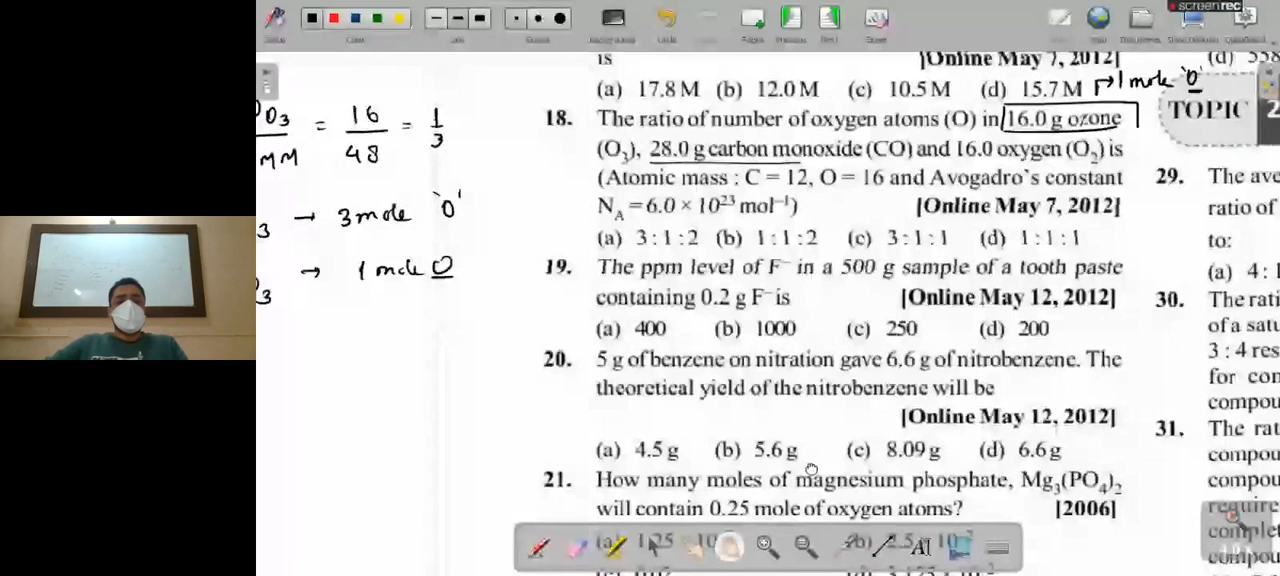 screenrec
is [Online May 7, 2012]
(a) 17.8 M (b) 12.0 M (c) 10.5 M (d) 15.7 M → 1 mole 'O'
18. The ratio of number of oxygen atoms (O) in 16.0 g ozone
(O3), 28.0 g carbon monoxide (CO) and 16.0 oxygen (O2) is
(Atomic mass : C = 12, O = 16 and Avogadro's constant
NA = 6.0 × 10²³ mol⁻¹) [Online May 7, 2012]
(a) 3 : 1 : 2 (b) 1 : 1 : 2 (c) 3 : 1 : 1 (d) 1 : 1 : 1
19. The ppm level of F⁻ in a 500 g sample of a tooth paste
containing 0.2 g F⁻ is [Online May 12, 2012]
(a) 400 (b) 1000 (c) 250 (d) 200
20. 5 g of benzene on nitration gave 6.6 g of nitrobenzene. The
theoretical yield of the nitrobenzene will be
[Online May 12, 2012]
(a) 4.5 g (b) 5.6 g (c) 8.09 g (d) 6.6 g
21. How many moles of magnesium phosphate, Mg3(PO4)2
will contain 0.25 mole of oxygen atoms? [2006]
O3 / MM = 16 / 48 = 1 / 3
3 → 3 mole 'O'
3 → 1 mole O
(d) 558
TOPIC 2
29. The ave
ratio of
to:
(a) 4 : 1
30. The rati
of a satu
3 : 4 res
for con
compou
31. The rat
compou
compou
require
complet
compou